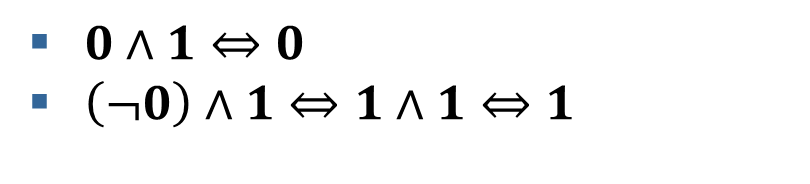 ▪ 0 ∧ 1 ⇔ 0
▪ (¬0) ∧ 1 ⇔ 1 ∧ 1 ⇔ 1